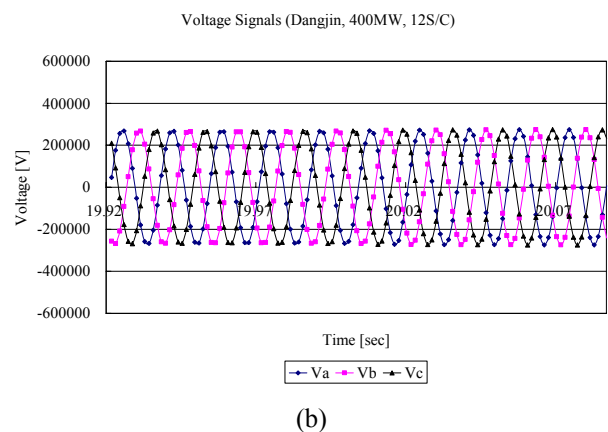 Voltage Signals (Dangjin, 400MW, 12S/C)
600000
400000
200000
0
-200000
-400000
-600000
Voltage [V]
19.92 19.97 20.02 20.07
Time [sec]
Va Vb Vc
(b)